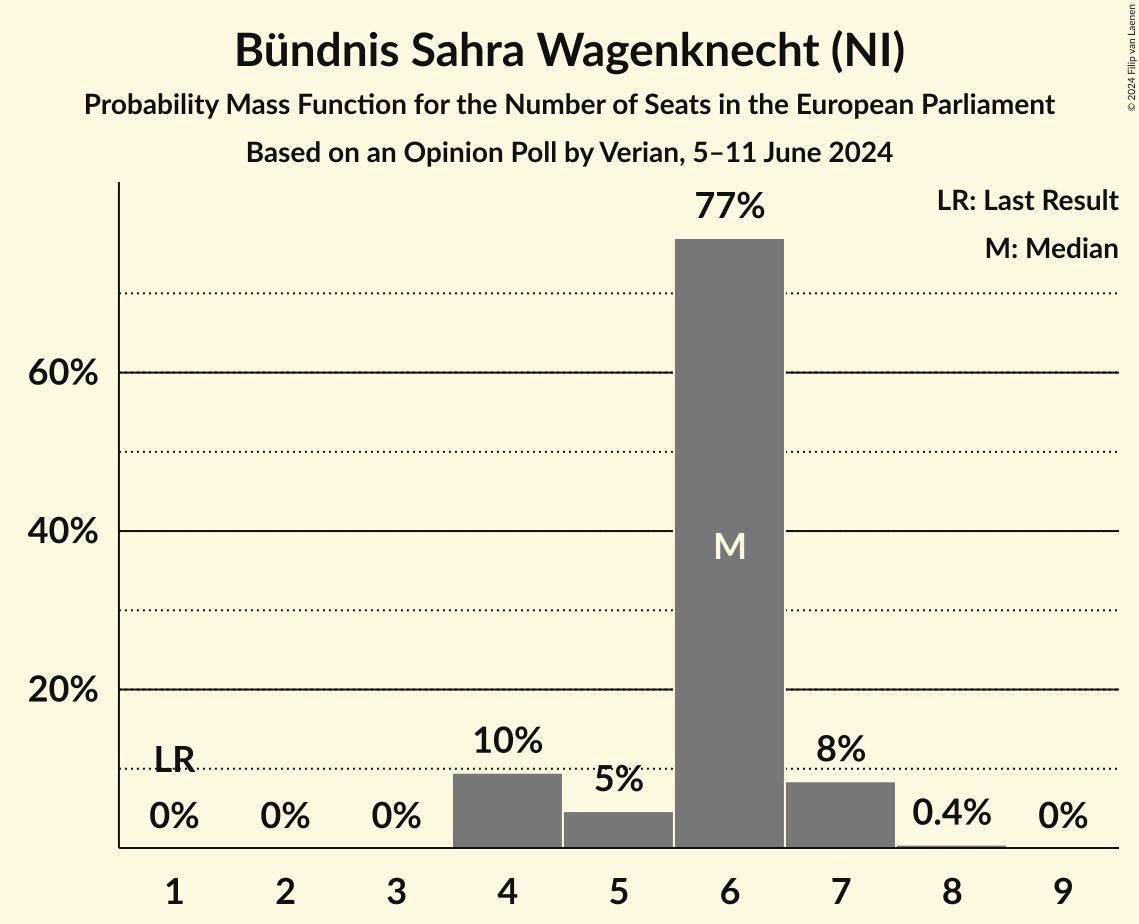 Bündnis Sahra Wagenknecht (NI)
Probability Mass Function for the Number of Seats in the European Parliament
Based on an Opinion Poll by Verian, 5–11 June 2024
© 2024 Filip van Laenen
LR: Last Result
M: Median
77%
60%
40%
M
20%
LR
10%
5%
8%
0%
0%
0%
0.4%
0%
1 2 3 4 5 6 7 8 9